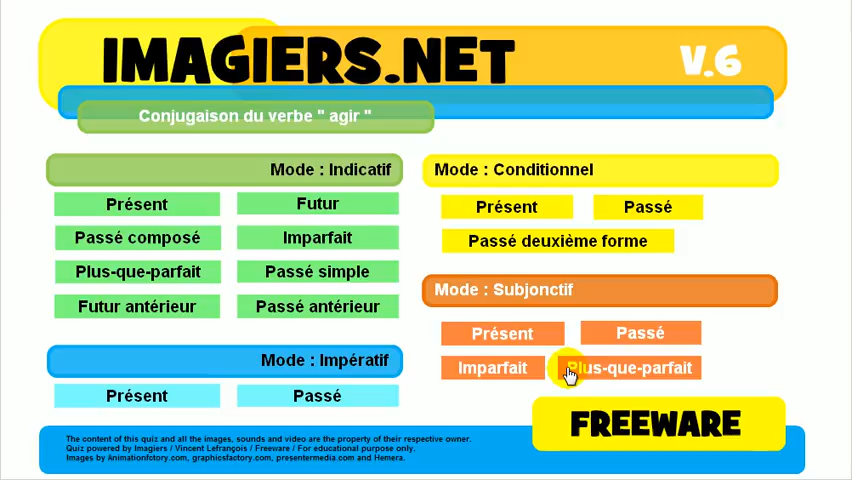 IMAGIERS.NET
V.6
Conjugaison du verbe " agir "
Mode : Indicatif
Présent
Futur
Passé composé
Imparfait
Plus-que-parfait
Passé simple
Futur antérieur
Passé antérieur
Mode : Impératif
Présent
Passé
Mode : Conditionnel
Présent
Passé
Passé deuxième forme
Mode : Subjonctif
Présent
Passé
Imparfait
Plus-que-parfait
FREEWARE
The content of this quiz and all the images, sounds and video are the property of their respective owner.
Quiz powered by Imagiers / Vincent Lefrançois / Freeware / For educational purpose only.
Images by Animationfctory.com, graphicsfactory.com, presentermedia.com and Hemera.